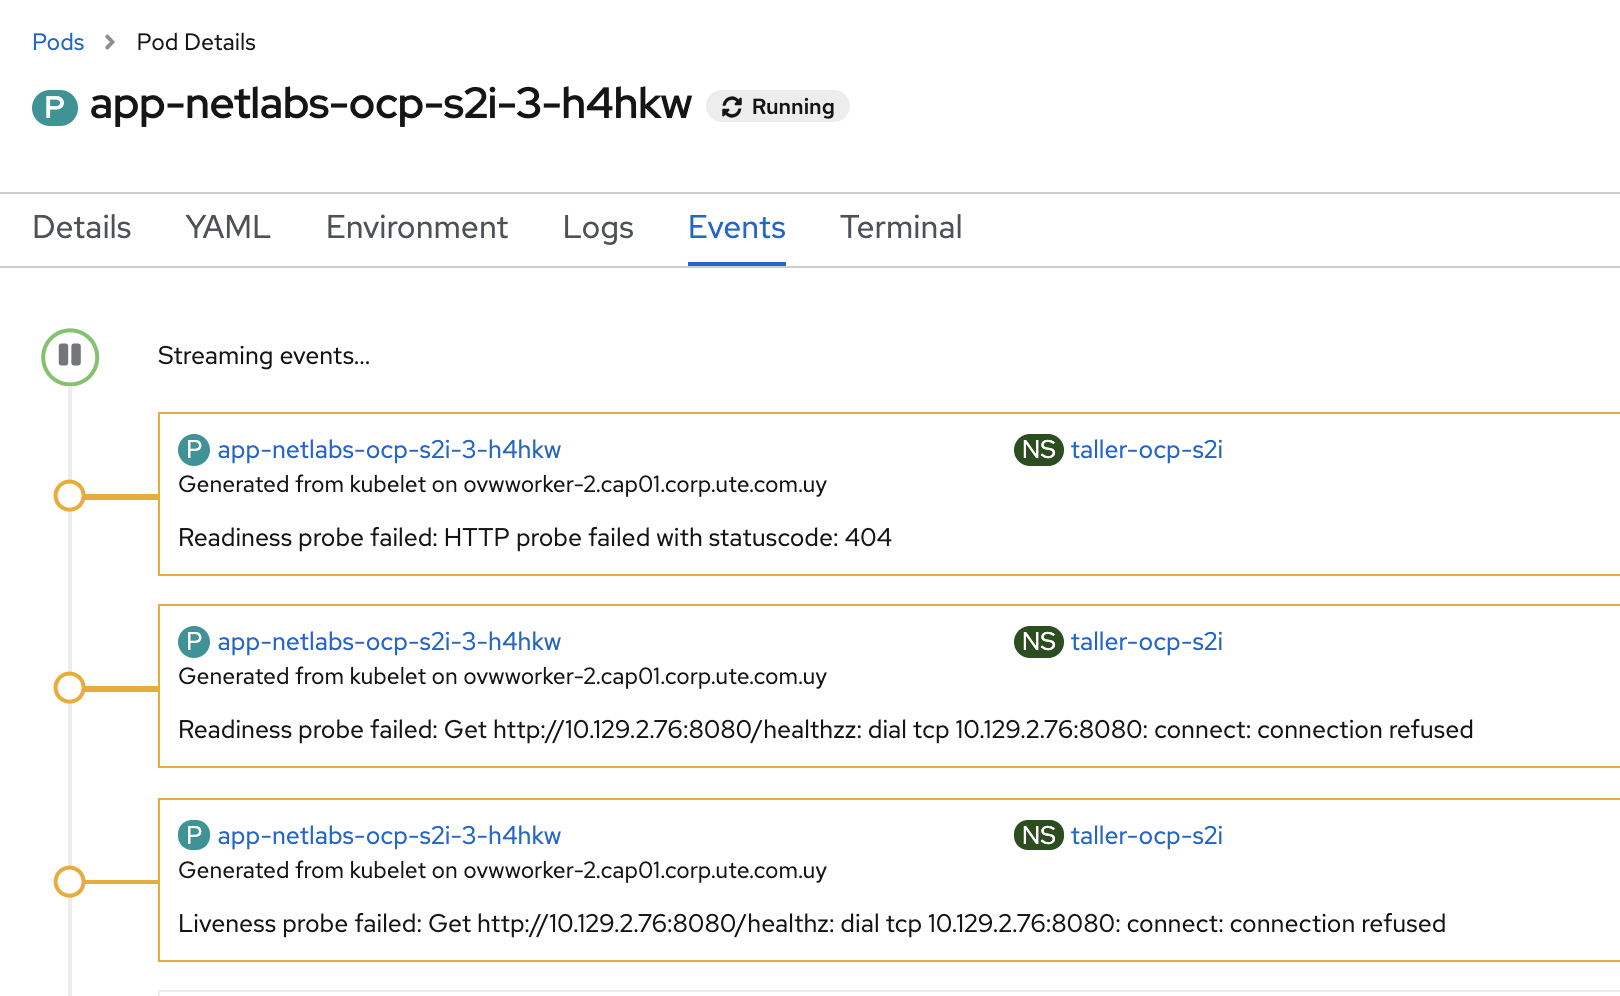 Pods > Pod Details
P app-netlabs-ocp-s2i-3-h4hkw Running
Details YAML Environment Logs Events Terminal
Streaming events...
P app-netlabs-ocp-s2i-3-h4hkw NS taller-ocp-s2i
Generated from kubelet on ovwworker-2.cap01.corp.ute.com.uy
Readiness probe failed: HTTP probe failed with statuscode: 404
P app-netlabs-ocp-s2i-3-h4hkw NS taller-ocp-s2i
Generated from kubelet on ovwworker-2.cap01.corp.ute.com.uy
Readiness probe failed: Get http://10.129.2.76:8080/healthzz: dial tcp 10.129.2.76:8080: connect: connection refused
P app-netlabs-ocp-s2i-3-h4hkw NS taller-ocp-s2i
Generated from kubelet on ovwworker-2.cap01.corp.ute.com.uy
Liveness probe failed: Get http://10.129.2.76:8080/healthz: dial tcp 10.129.2.76:8080: connect: connection refused